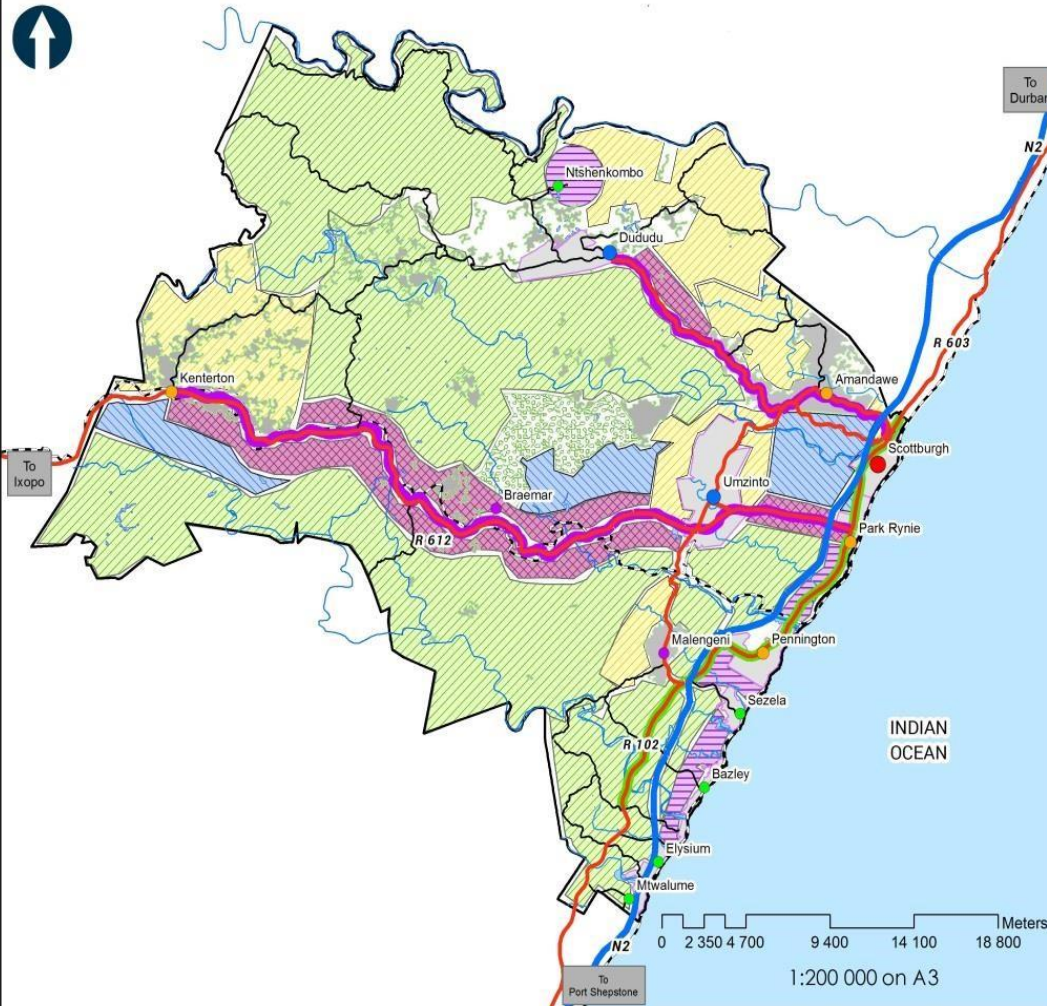 To
Durban
N2
Ntshenkombo
Dududu
R 603
Kenterton
Amandawe
To
Ixopo
Scottburgh
Umzinto
Braemar
R 612
Park Rynie
Malengeni
Pennington
Sezela
INDIAN
OCEAN
R 102
Bazley
Elysium
Mtwalume
Meters
0 2 350 4 700 9 400 14 100 18 800
N2
1:200 000 on A3
To
Port Shepstone